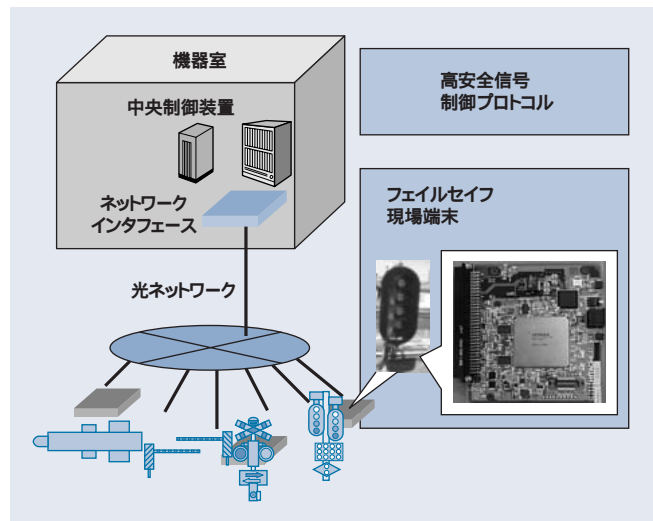 機器室
中央制御装置
ネットワーク
インタフェース
光ネットワーク
高安全信号
制御プロトコル
フェイルセイフ
現場端末